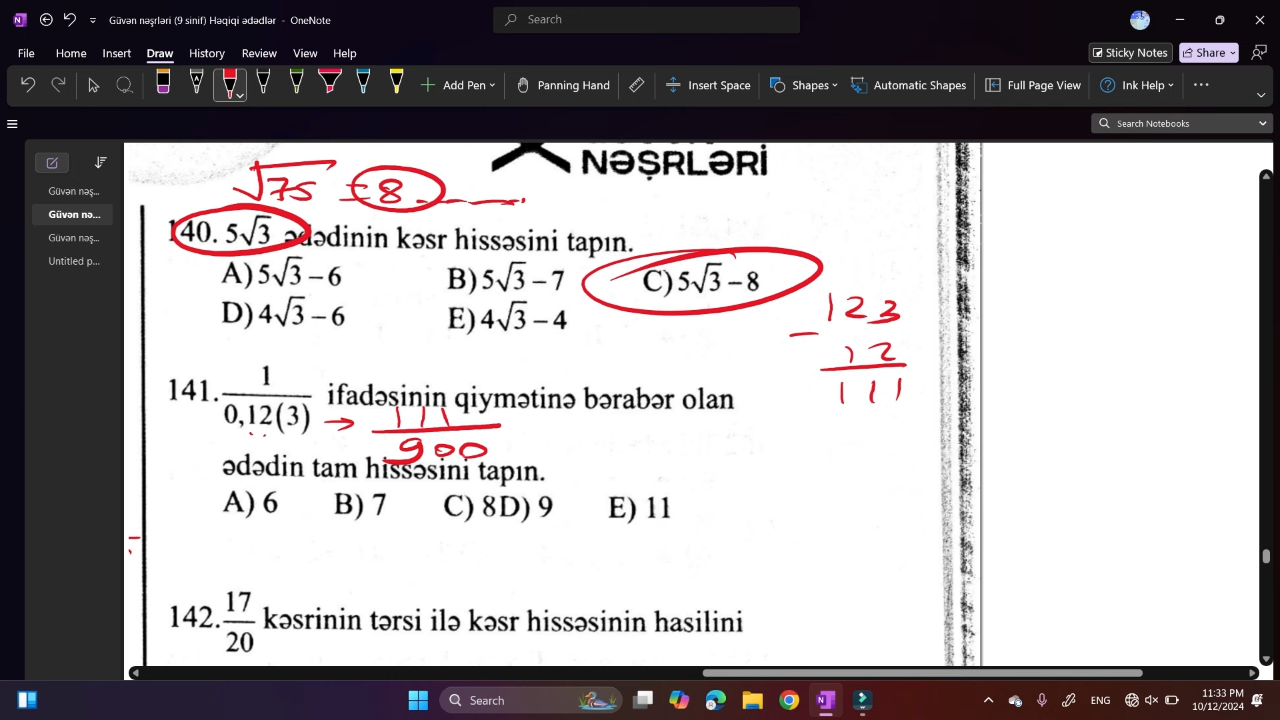 Güvən nəşrləri (9 sinif) Həqiqi ədədlər - OneNote
Search
File Home Insert Draw History Review View Help
Sticky Notes Share
Add Pen Panning Hand Insert Space Shapes Automatic Shapes Full Page View Ink Help ...
Search Notebooks
Güvən nəş...
Güvən nə...
Güvən nəş...
Untitled p...
NƏŞRLƏRİ
√75 = 8......
140. 5√3 ədədinin kəsr hissəsini tapın.
A) 5√3 – 6 B) 5√3 – 7 C) 5√3 – 8
D) 4√3 – 6 E) 4√3 – 4
123
– 12
111
141. 1/0,12(3) ifadəsinin qiymətinə bərabər olan
→ 111/900
ədədin tam hissəsini tapın.
A) 6 B) 7 C) 8 D) 9 E) 11
142. 17/20 kəsrinin tərsi ilə kəsr hissəsinin hasilini
Search
ENG
11:33 PM
10/12/2024